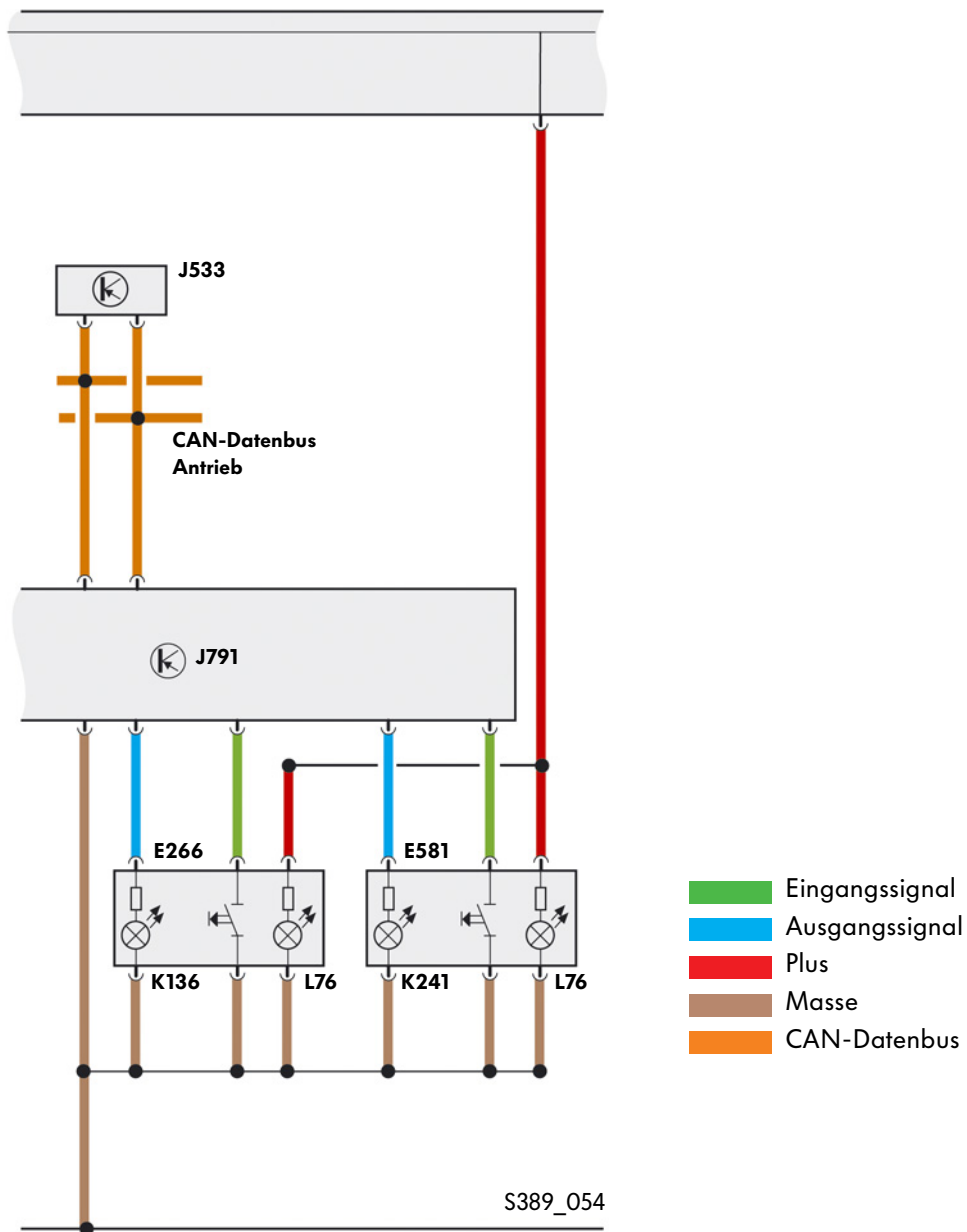 J533
CAN-Datenbus
Antrieb
J791
E266
E581
K136
L76
K241
L76
Eingangssignal
Ausgangssignal
Plus
Masse
CAN-Datenbus
S389_054